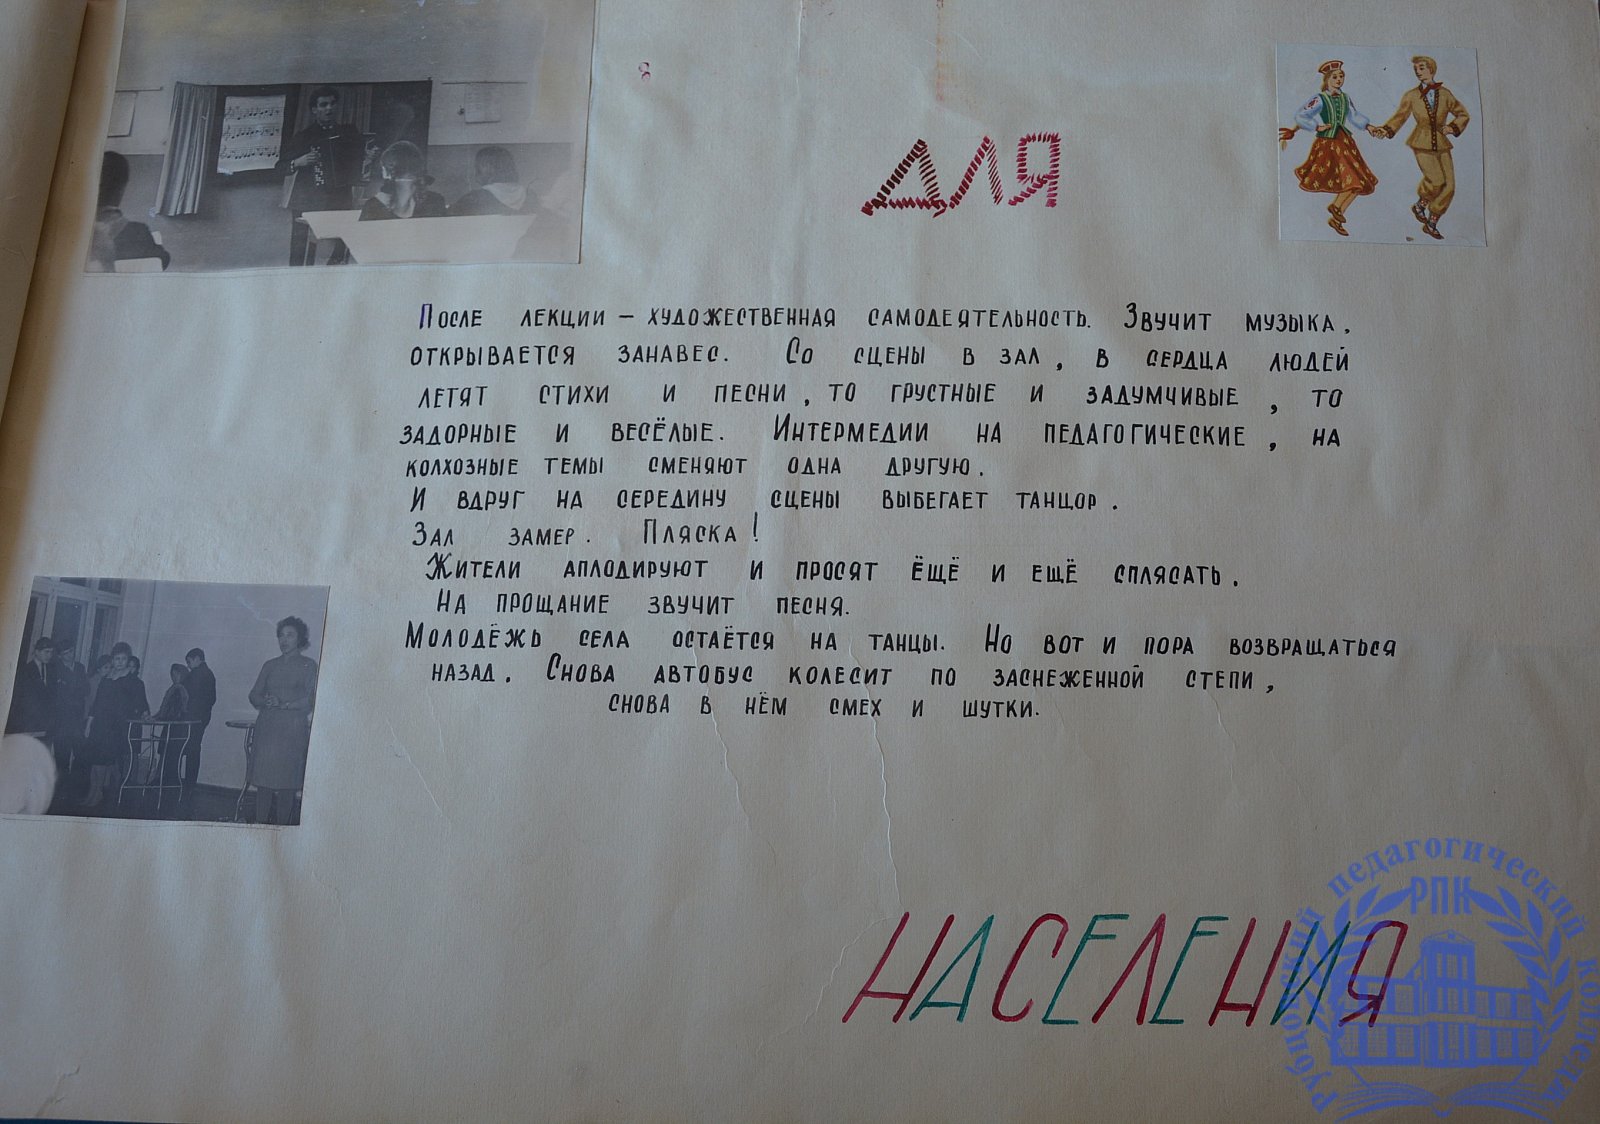 ДЛЯ
После лекции – художественная самодеятельность. Звучит музыка,
открывается занавес. Со сцены в зал, в сердца людей
летят стихи и песни, то грустные и задумчивые, то
задорные и весёлые. Интермедии на педагогические, на
колхозные темы сменяют одна другую.
И вдруг на середину сцены выбегает танцор.
Зал замер. Пляска!
Жители аплодируют и просят ещё и ещё сплясать.
На прощание звучит песня.
Молодёжь села остаётся на танцы. Но вот и пора возвращаться
назад. Снова автобус колесит по заснеженной степи,
снова в нём смех и шутки.
НАСЕЛЕНИЯ
Рубцовский педагогический колледж
РПК